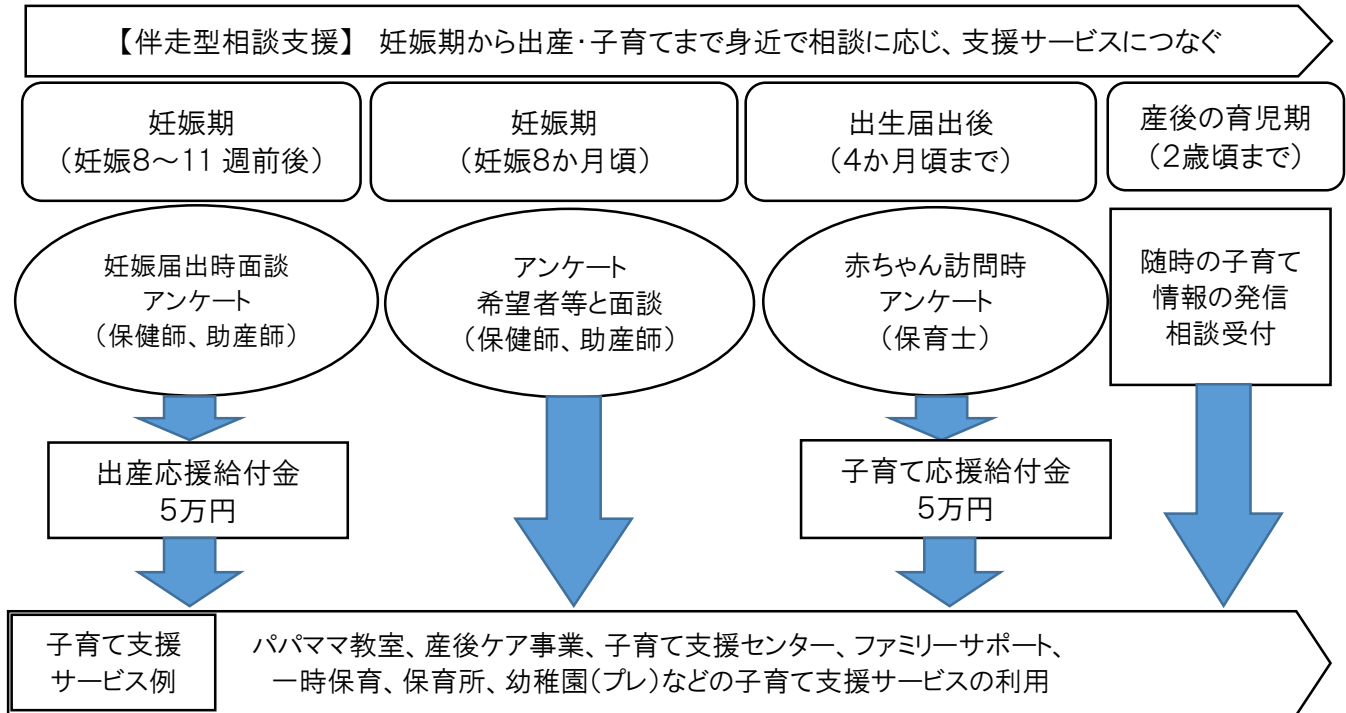 【伴走型相談支援】 妊娠期から出産・子育てまで身近で相談に応じ、支援サービスにつなぐ
妊娠期
（妊娠8～11 週前後）
妊娠期
（妊娠8か月頃）
出生届出後
（4か月頃まで）
産後の育児期
（2歳頃まで）
妊娠届出時面談
アンケート
（保健師、助産師）
アンケート
希望者等と面談
（保健師、助産師）
赤ちゃん訪問時
アンケート
（保育士）
随時の子育て
情報の発信
相談受付
出産応援給付金
5万円
子育て応援給付金
5万円
子育て支援
サービス例
パパママ教室、産後ケア事業、子育て支援センター、ファミリーサポート、
一時保育、保育所、幼稚園（プレ）などの子育て支援サービスの利用